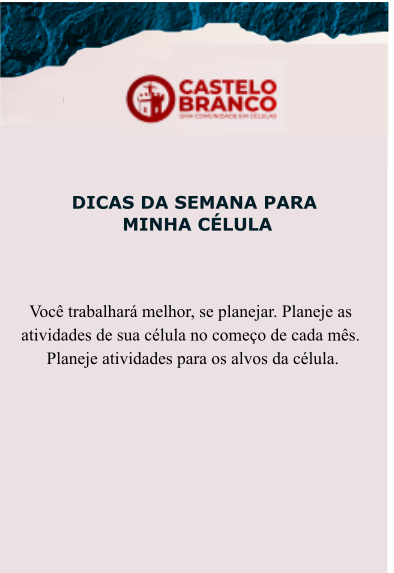 CASTELO
BRANCO
UMA COMUNIDADE EM CÉLULAS
DICAS DA SEMANA PARA
MINHA CÉLULA
Você trabalhará melhor, se planejar. Planeje as
atividades de sua célula no começo de cada mês.
Planeje atividades para os alvos da célula.